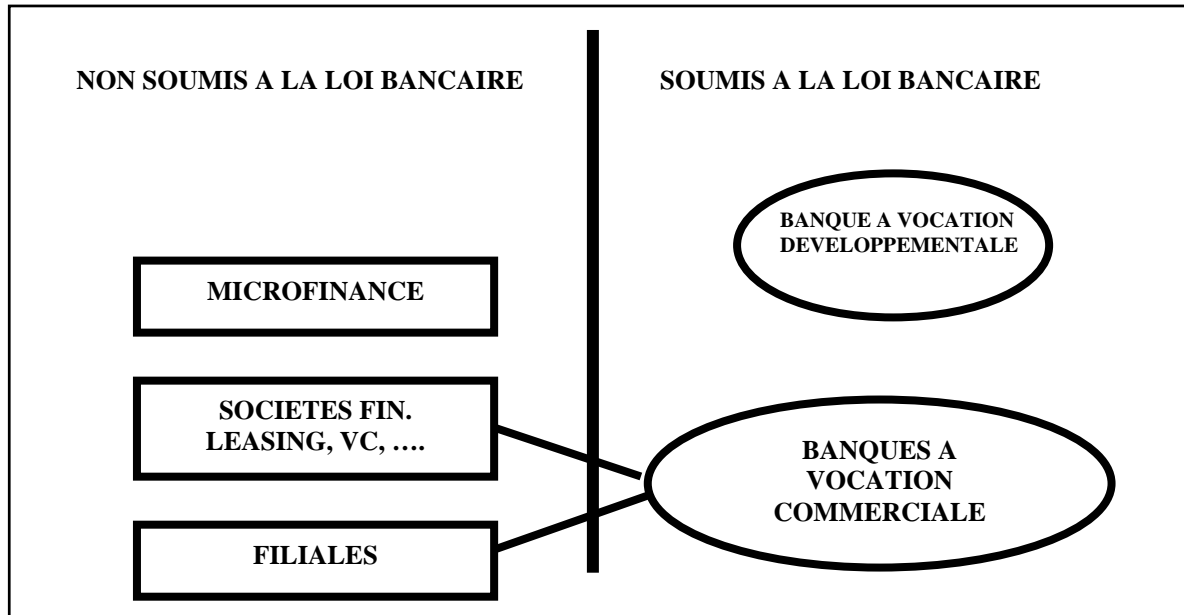 NON SOUMIS A LA LOI BANCAIRE
SOUMIS A LA LOI BANCAIRE
BANQUE A VOCATION
DEVELOPPEMENTALE
MICROFINANCE
SOCIETES FIN.
LEASING, VC, ….
BANQUES A
VOCATION
COMMERCIALE
FILIALES